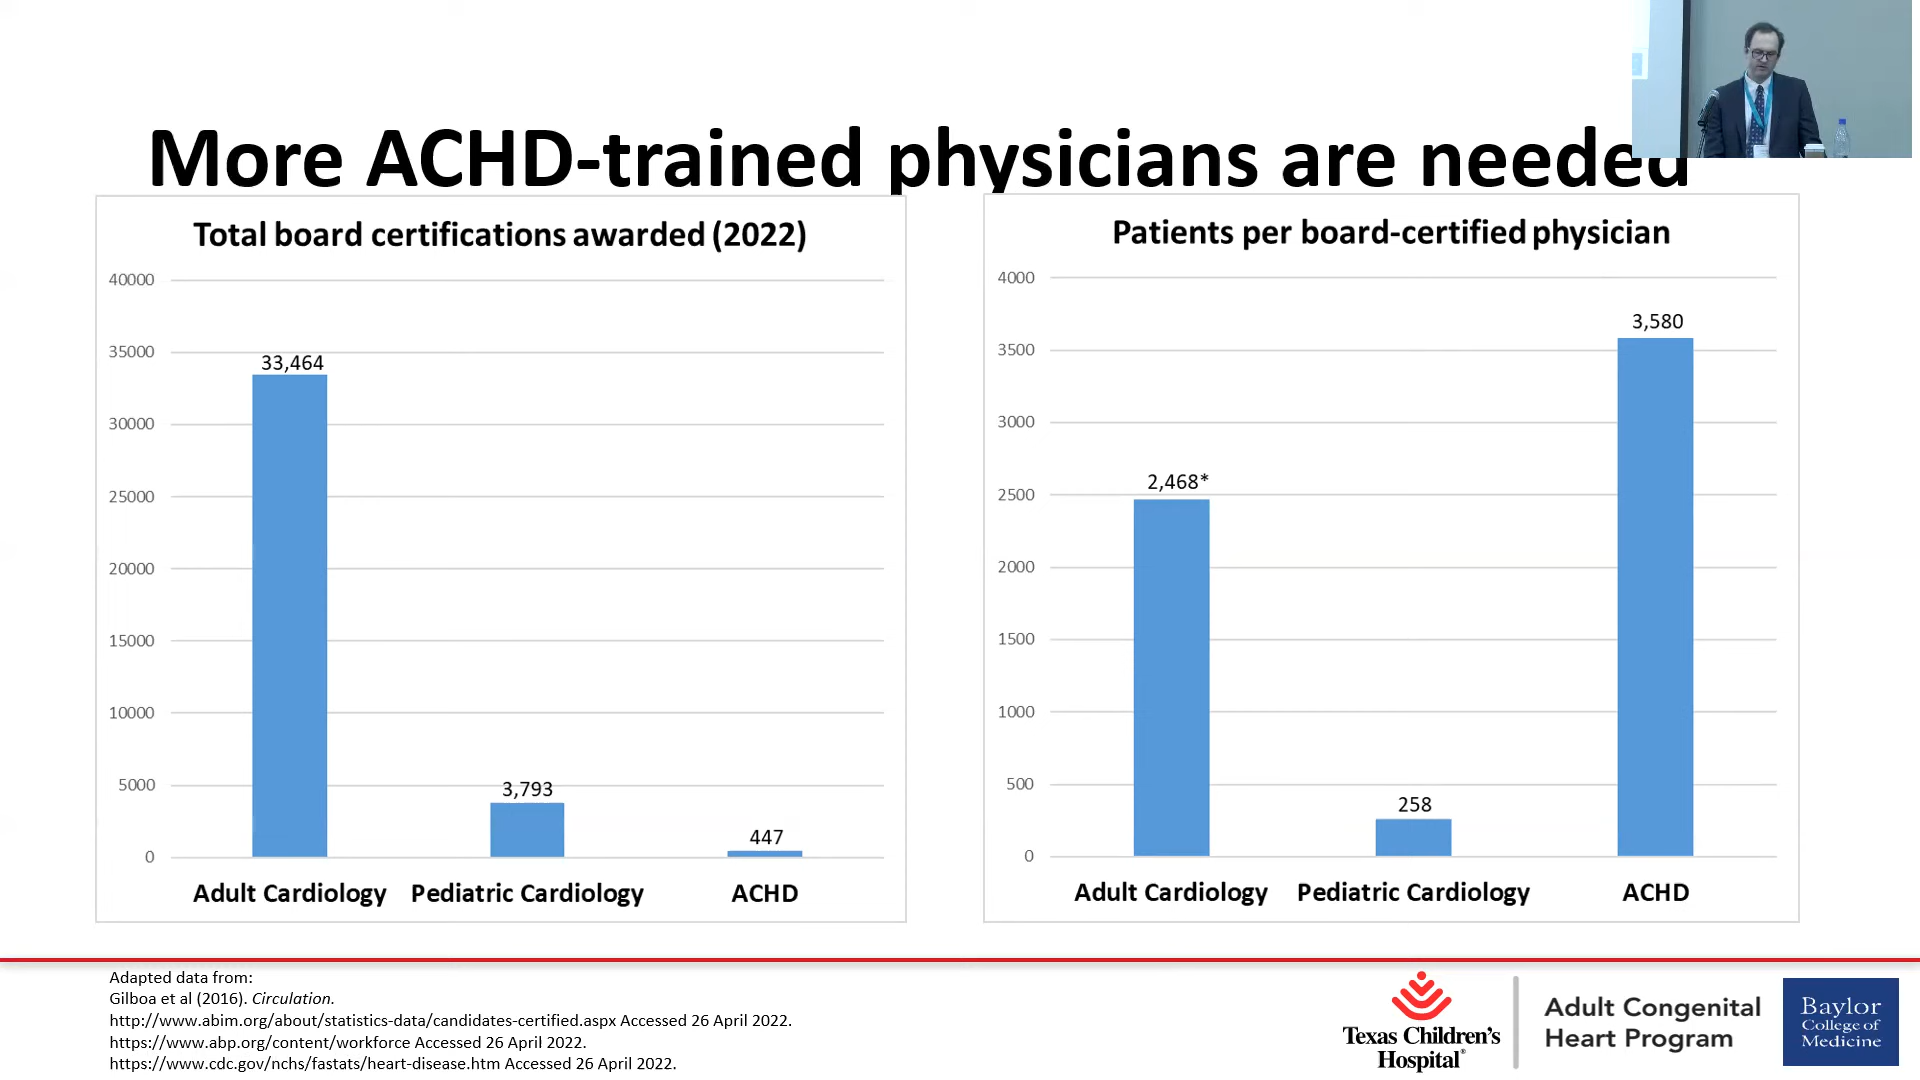 More ACHD-trained physicians are needed
Total board certifications awarded (2022)
40000
35000
30000
25000
20000
15000
10000
5000
0
33,464
3,793
447
Adult Cardiology
Pediatric Cardiology
ACHD
Patients per board-certified physician
4000
3500
3000
2500
2000
1500
1000
500
0
2,468*
258
3,580
Adult Cardiology
Pediatric Cardiology
ACHD
Adapted data from:
Gilboa et al (2016). Circulation.
http://www.abim.org/about/statistics-data/candidates-certified.aspx Accessed 26 April 2022.
https://www.abp.org/content/workforce Accessed 26 April 2022.
https://www.cdc.gov/nchs/fastats/heart-disease.htm Accessed 26 April 2022.
Texas Children's
Hospital®
Adult Congenital
Heart Program
Baylor
College of
Medicine